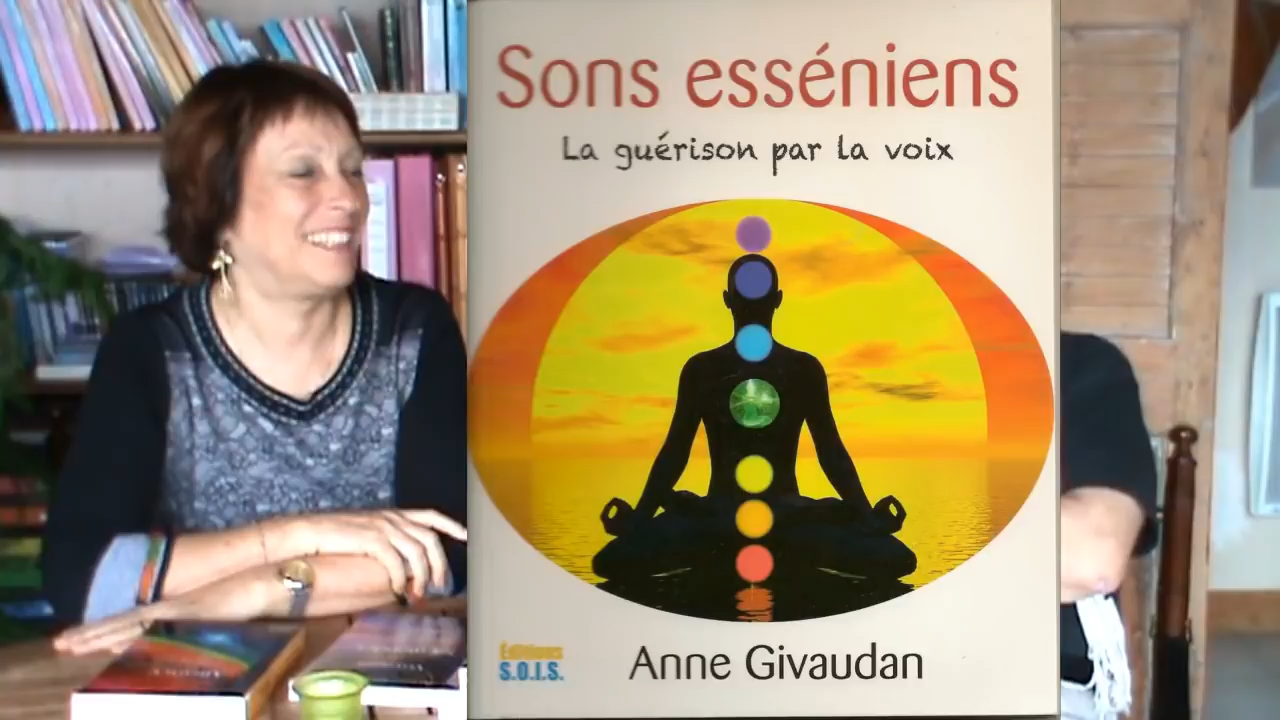 Sons esséniens
La guérison par la voix
Éditions
S.O.I.S.
Anne Givaudan